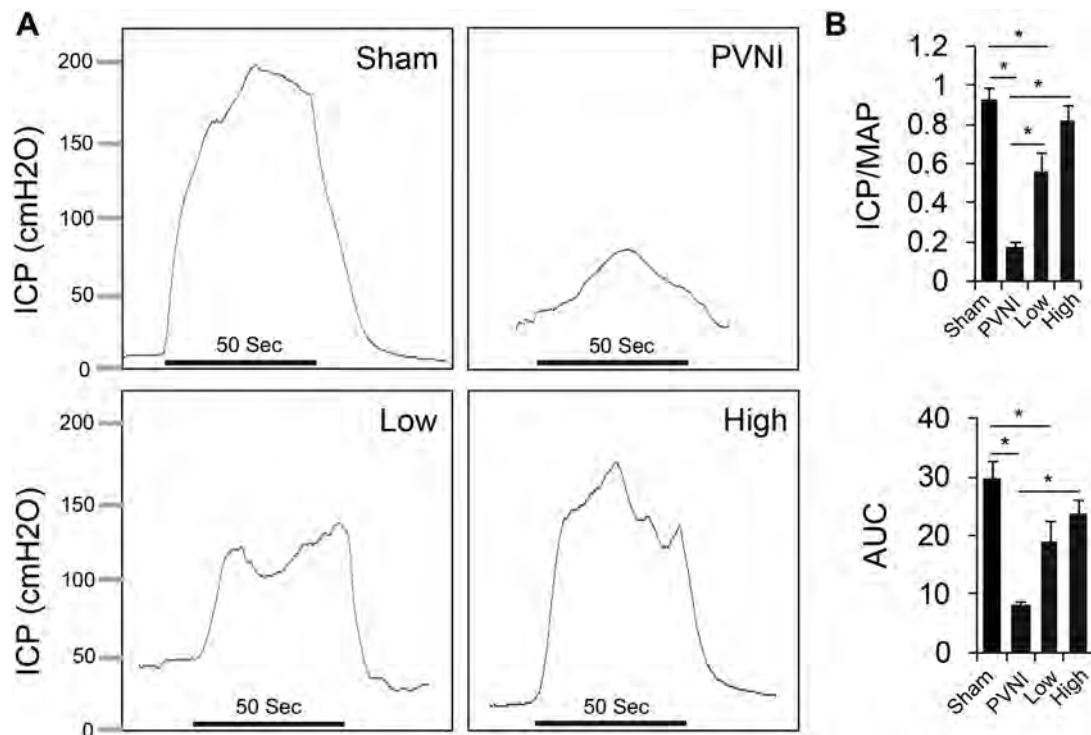 A
ICP (cmH2O)
200
150
100
50
0
Sham
50 Sec
PVNI
50 Sec
ICP (cmH2O)
200
150
100
50
0
Low
50 Sec
High
50 Sec
B
ICP/MAP
1.2
1
0.8
0.6
0.4
0.2
0
* * * *
Sham PVNI Low High
AUC
40
30
20
10
0
* * *
Sham PVNI Low High